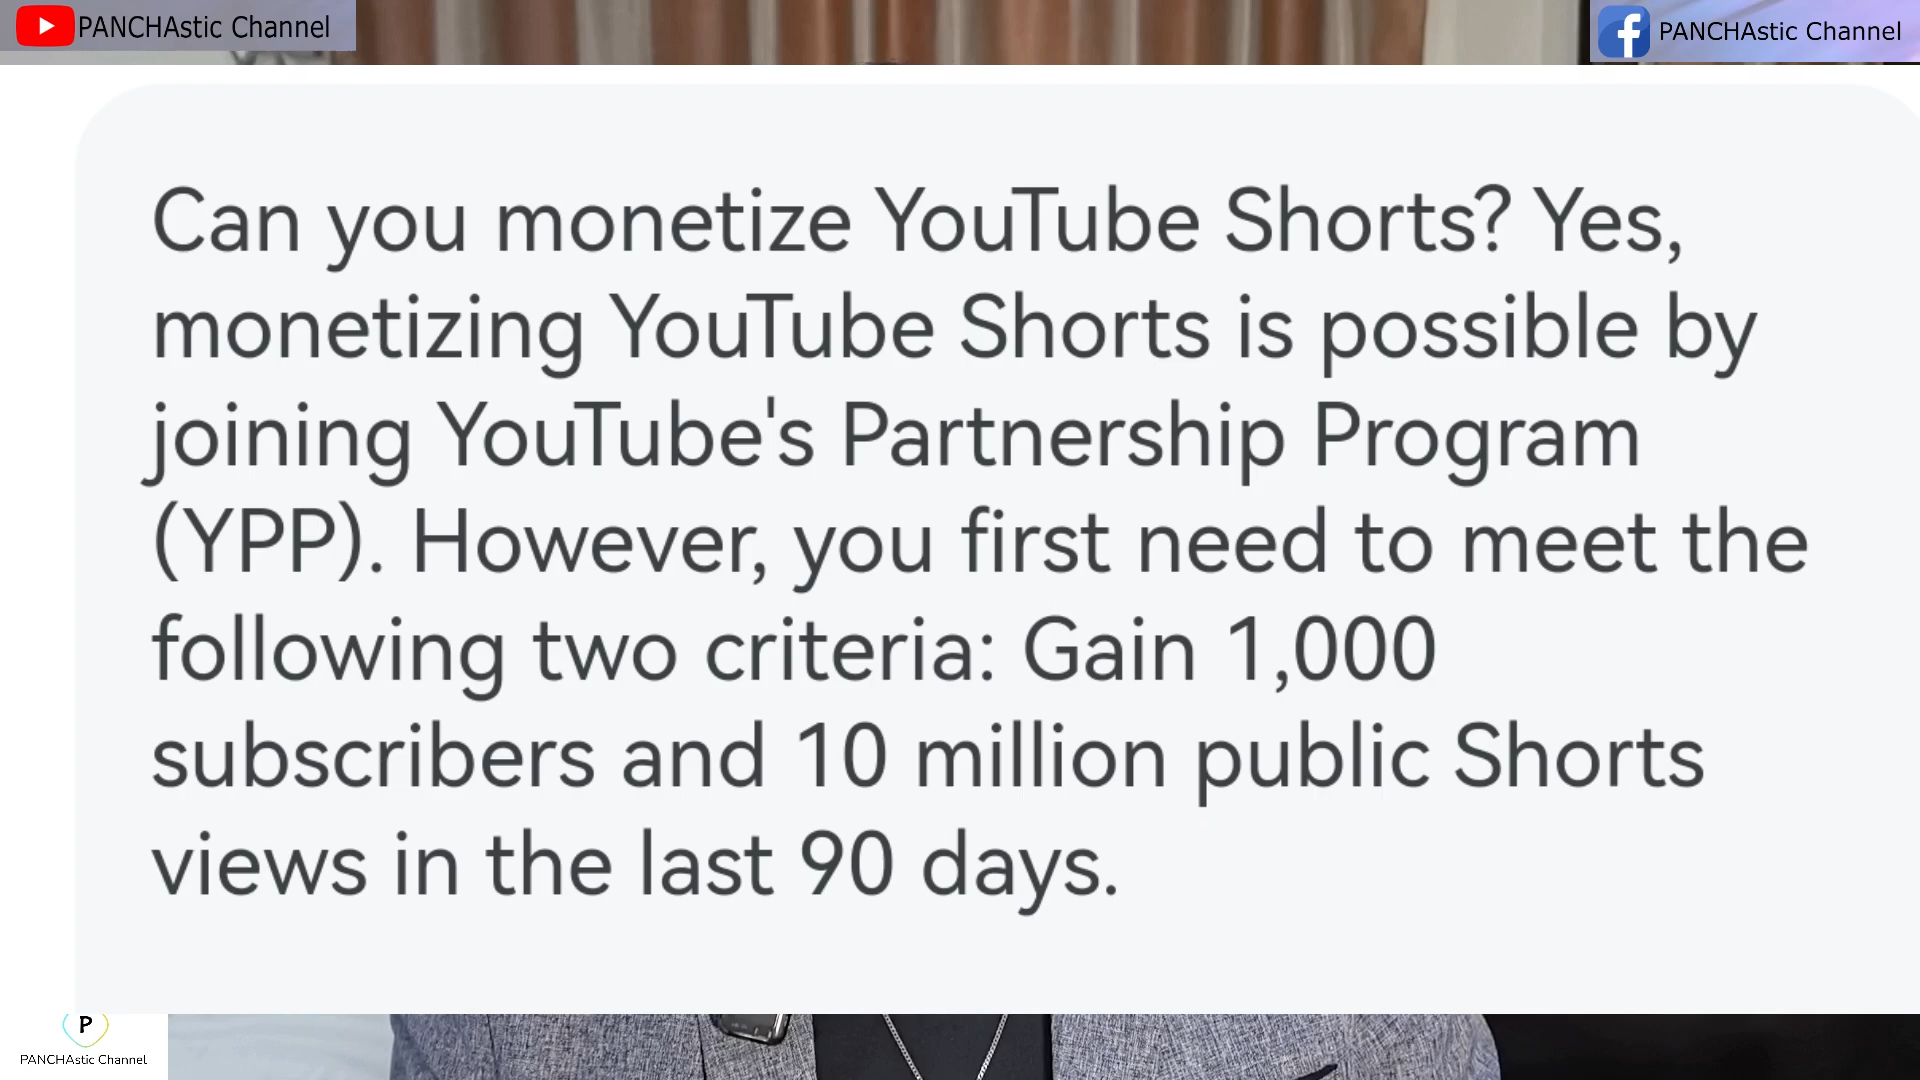 PANCHAstic Channel
PANCHAstic Channel
Can you monetize YouTube Shorts? Yes,
monetizing YouTube Shorts is possible by
joining YouTube's Partnership Program
(YPP). However, you first need to meet the
following two criteria: Gain 1,000
subscribers and 10 million public Shorts
views in the last 90 days.
P
PANCHAstic Channel